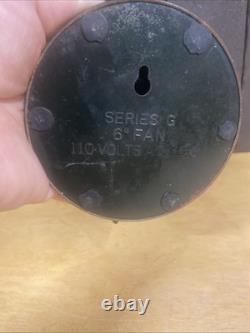 SERIES G
6" FAN
110-VOLTS